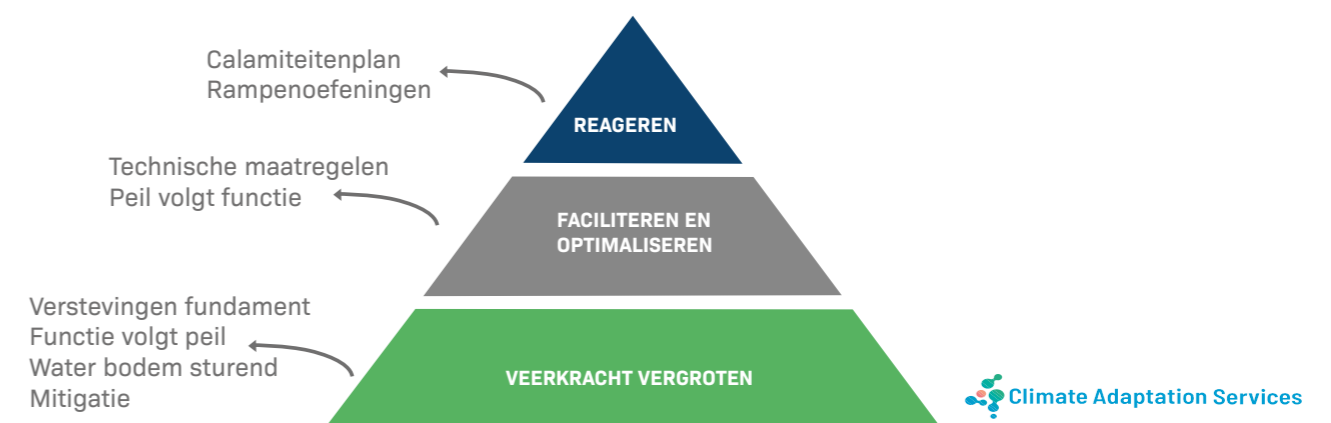 Calamiteitenplan
Rampenoefeningen
REAGEREN
Technische maatregelen
Peil volgt functie
FACILITEREN EN
OPTIMALISEREN
Verstevingen fundament
Functie volgt peil
Water bodem sturend
Mitigatie
VEERKRACHT VERGROTEN
Climate Adaptation Services